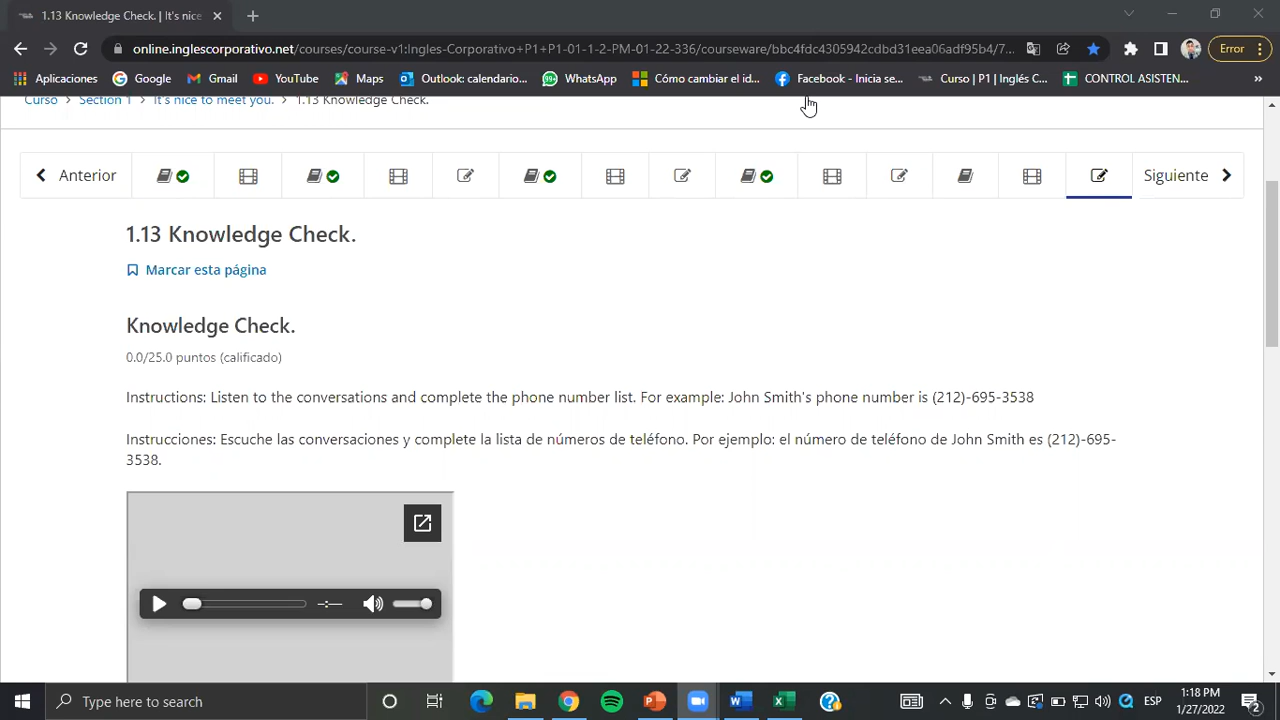 1.13 Knowledge Check. | It's nice
online.inglescorporativo.net/courses/course-v1:Ingles-Corporativo+P1+P1-01-1-2-PM-01-22-336/courseware/bbc4fdc4305942cdbd31eea06adf95b4/7...
Error
Aplicaciones Google Gmail YouTube Maps Outlook: calendario... WhatsApp Cómo cambiar el id... Facebook - Inicia se... Curso | P1 | Inglés C... CONTROL ASISTEN... »
Curso > Section 1 > It's nice to meet you. > 1.13 Knowledge Check.
Anterior Siguiente
1.13 Knowledge Check.
Marcar esta página
Knowledge Check.
0.0/25.0 puntos (calificado)
Instructions: Listen to the conversations and complete the phone number list. For example: John Smith's phone number is (212)-695-3538
Instrucciones: Escuche las conversaciones y complete la lista de números de teléfono. Por ejemplo: el número de teléfono de John Smith es (212)-695-
3538.
-:--
Type here to search
ESP
1:18 PM
1/27/2022
2